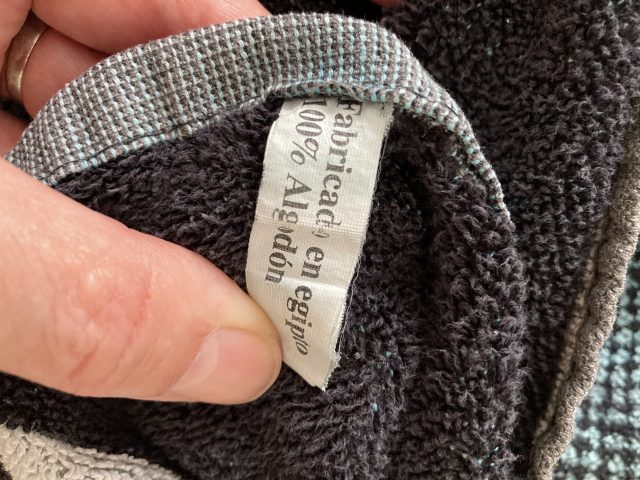 Fabricado en egipto
100% Algodón